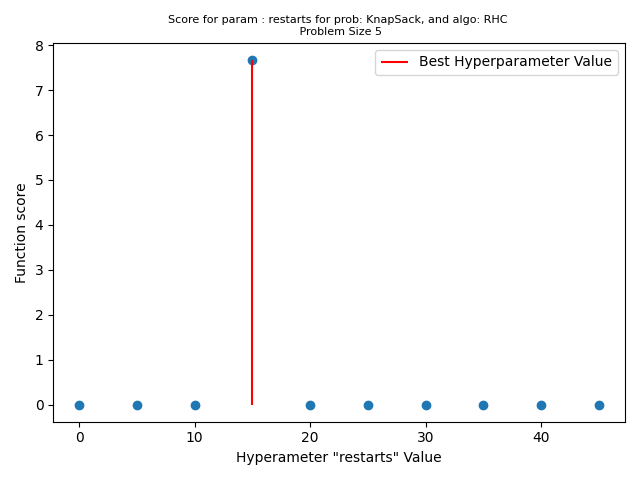 Score for param : restarts for prob: KnapSack, and algo: RHC
Problem Size 5
Best Hyperparameter Value
Function score
8
7
6
5
4
3
2
1
0
0 10 20 30 40
Hyperameter "restarts" Value